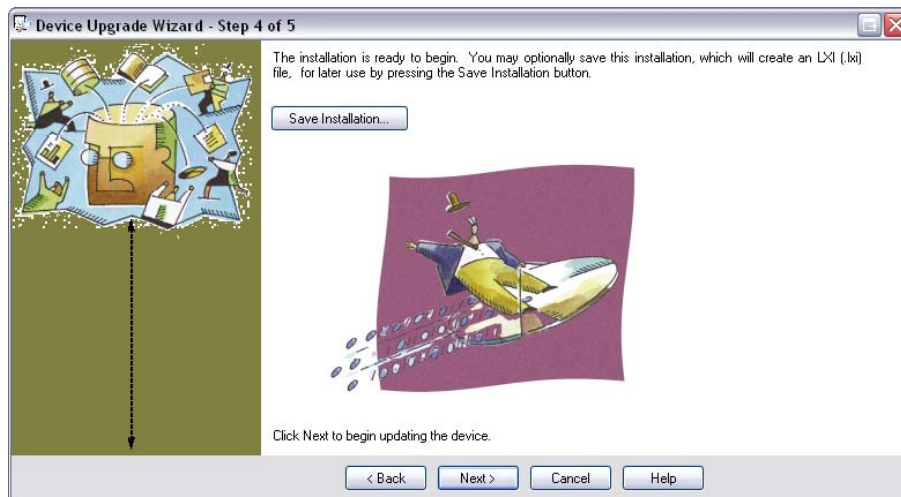 Device Upgrade Wizard - Step 4 of 5
The installation is ready to begin. You may optionally save this installation, which will create an LXI (.lxi)
file, for later use by pressing the Save Installation button.
Save Installation...
Click Next to begin updating the device.
< Back
Next >
Cancel
Help